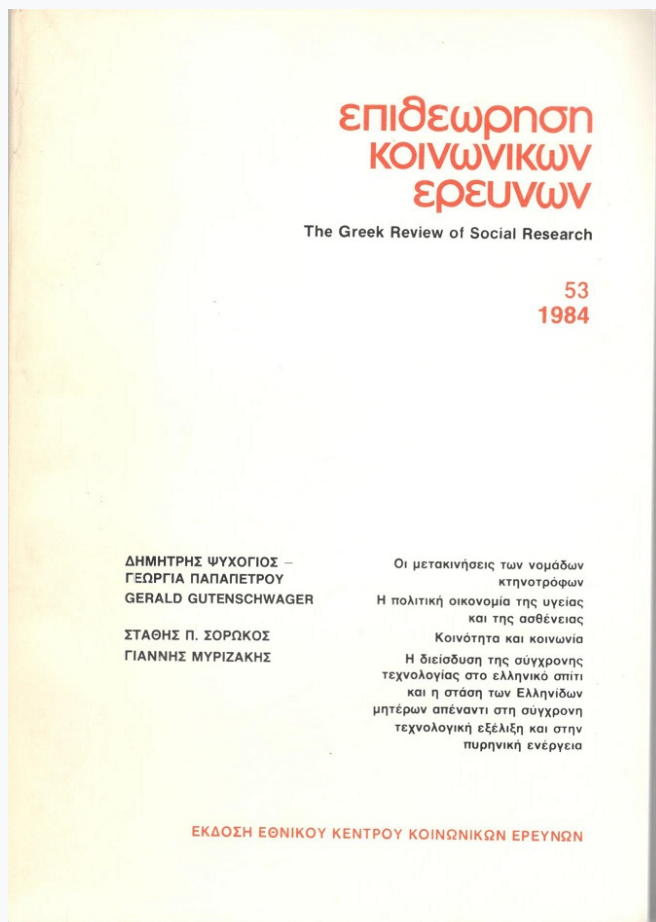 επιθεωρηση
κοινωνικων
ερευνων
The Greek Review of Social Research
53
1984
ΔΗΜΗΤΡΗΣ ΨΥΧΟΓΙΟΣ –
ΓΕΩΡΓΙΑ ΠΑΠΑΠΕΤΡΟΥ
Οι μετακινήσεις των νομάδων
κτηνοτρόφων
GERALD GUTENSCHWAGER
Η πολιτική οικονομία της υγείας
και της ασθένειας
ΣΤΑΘΗΣ Π. ΣΟΡΩΚΟΣ
Κοινότητα και κοινωνία
ΓΙΑΝΝΗΣ ΜΥΡΙΖΑΚΗΣ
Η διείσδυση της σύγχρονης
τεχνολογίας στο ελληνικό σπίτι
και η στάση των Ελληνίδων
μητέρων απέναντι στη σύγχρονη
τεχνολογική εξέλιξη και στην
πυρηνική ενέργεια
ΕΚΔΟΣΗ ΕΘΝΙΚΟΥ ΚΕΝΤΡΟΥ ΚΟΙΝΩΝΙΚΩΝ ΕΡΕΥΝΩΝ